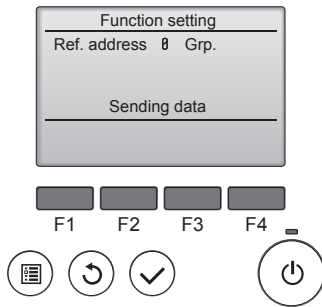 Function setting
Ref. address 0 Grp.
Sending data
F1 F2 F3 F4